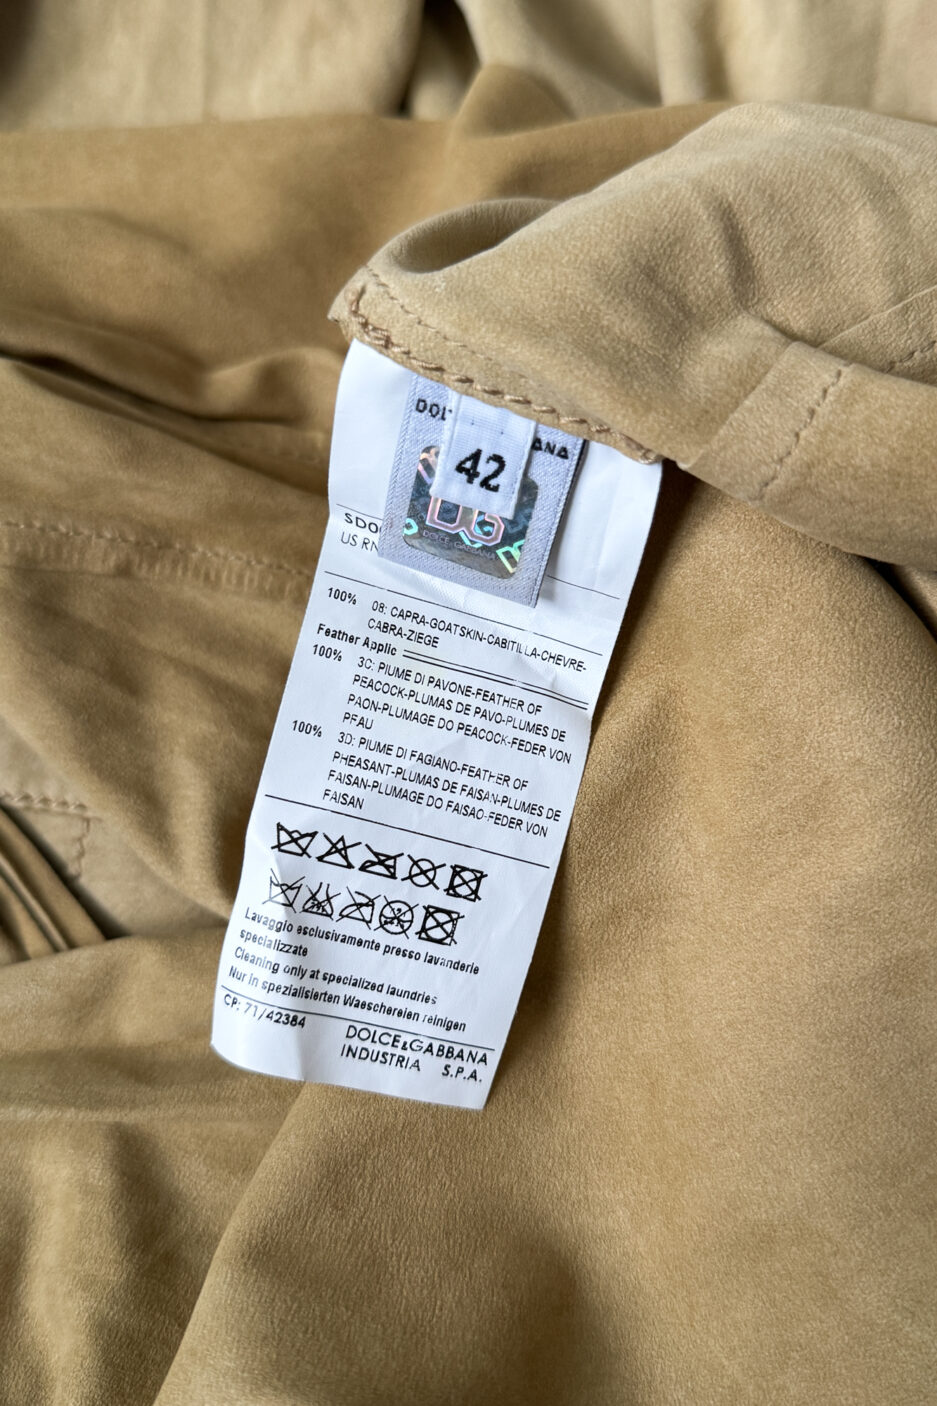 42
DOLCE & GABBANA
SD0
US RN
100% 08: CAPRA-GOATSKIN-CABITILLA-CHEVRE-
CABRA-ZIEGE
Feather Applic
100% 3C: PIUME DI PAVONE-FEATHER OF
PEACOCK-PLUMAS DE PAVO-PLUMES DE
PAON-PLUMAGE DO PEACOCK-FEDER VON
PFAU
100% 3D: PIUME DI FAGIANO-FEATHER OF
PHEASANT-PLUMAS DE FAISAN-PLUMES DE
FAISAN-PLUMAGE DO FAISAO-FEDER VON
FAISAN
Lavaggio esclusivamente presso lavanderie
specializzate
Cleaning only at specialized laundries
Nur in spezialisierten Waeschereien reinigen
CP: 71/42384
DOLCE&GABBANA
INDUSTRIA S.P.A.